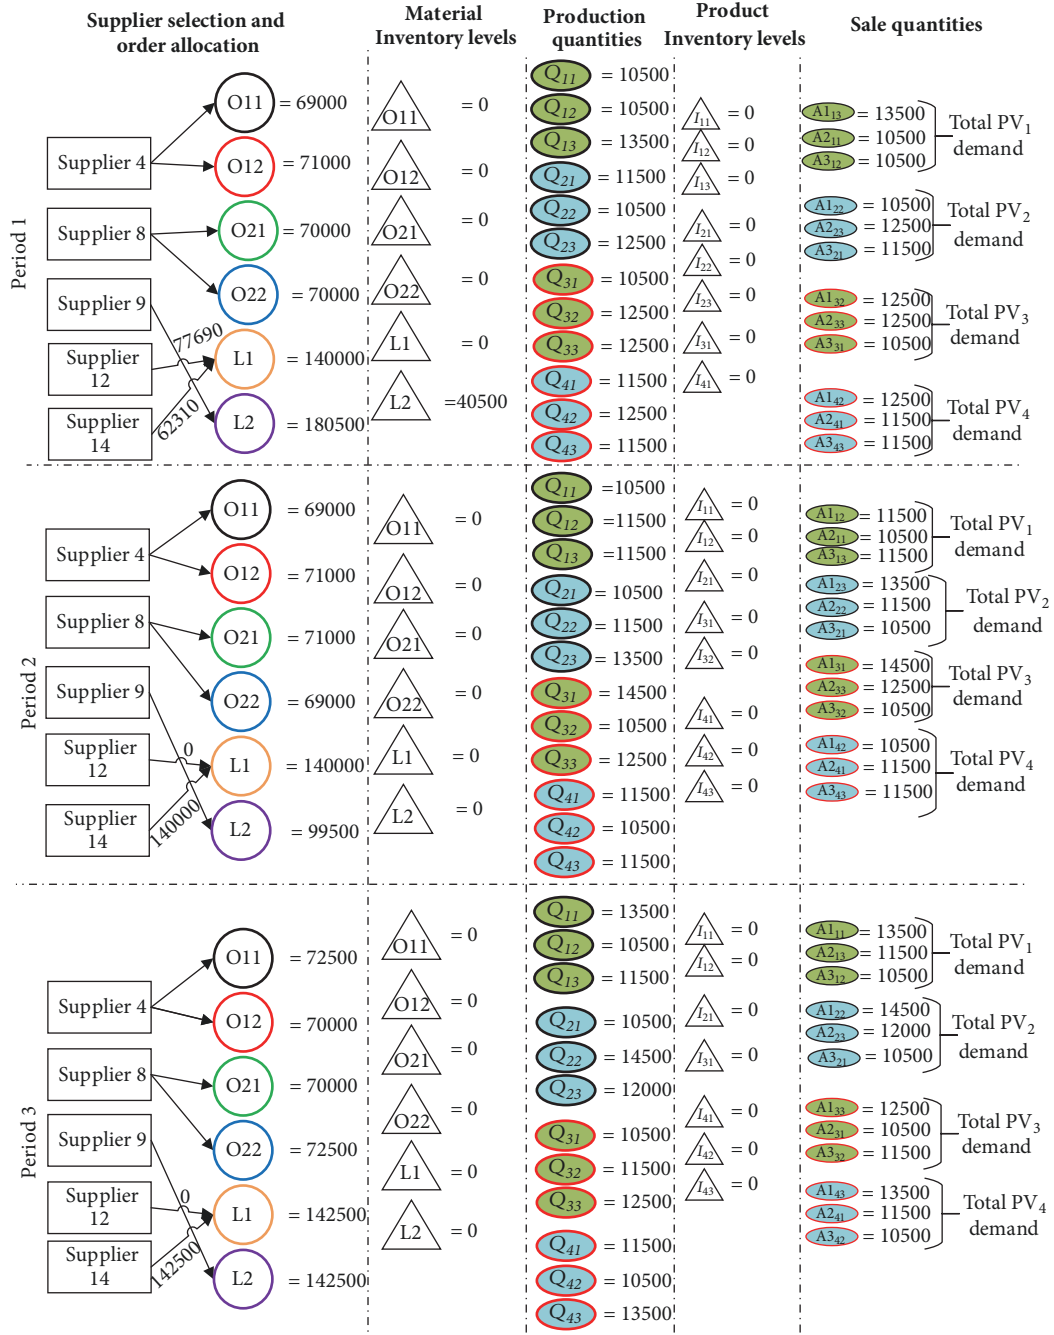 Supplier selection and
order allocation
Material
Inventory levels
Production
quantities
Product
Inventory levels
Sale quantities
Period 1
Supplier 4
Supplier 8
Supplier 9
Supplier
12
Supplier
14
77690
62310
O11 = 69000
O12 = 71000
O21 = 70000
O22 = 70000
L1 = 140000
L2 = 180500
O11 = 0
O12 = 0
O21 = 0
O22 = 0
L1 = 0
L2 =40500
Q11 = 10500
Q12 = 10500
Q13 = 13500
Q21 = 11500
Q22 = 10500
Q23 = 12500
Q31 = 10500
Q32 = 12500
Q33 = 12500
Q41 = 11500
Q42 = 12500
Q43 = 11500
I11 = 0
I12 = 0
I13 = 0
I21 = 0
I22 = 0
I23 = 0
I31 = 0
I41 = 0
A113 = 13500
A211 = 10500
A312 = 10500
Total PV1
demand
A122 = 10500
A223 = 12500
A321 = 11500
Total PV2
demand
A132 = 12500
A233 = 12500
A331 = 10500
Total PV3
demand
A142 = 12500
A241 = 11500
A343 = 11500
Total PV4
demand
Period 2
Supplier 4
Supplier 8
Supplier 9
Supplier
12
Supplier
14
0
140000
O11 = 69000
O12 = 71000
O21 = 71000
O22 = 69000
L1 = 140000
L2 = 99500
O11 = 0
O12 = 0
O21 = 0
O22 = 0
L1 = 0
L2 = 0
Q11 =10500
Q12 =11500
Q13 =11500
Q21 = 10500
Q22 = 11500
Q23 = 13500
Q31 = 14500
Q32 = 10500
Q33 = 12500
Q41 = 11500
Q42 = 10500
Q43 = 11500
I11 = 0
I12 = 0
I21 = 0
I31 = 0
I32 = 0
I41 = 0
I42 = 0
I43 = 0
A112 = 11500
A211 = 10500
A313 = 11500
Total PV1
demand
A123 = 13500
A222 = 11500
A321 = 10500
Total PV2
demand
A131 = 14500
A233 = 12500
A332 = 10500
Total PV3
demand
A142 = 10500
A241 = 11500
A343 = 11500
Total PV4
demand
Period 3
Supplier 4
Supplier 8
Supplier 9
Supplier
12
Supplier
14
0
142500
O11 = 72500
O12 = 70000
O21 = 70000
O22 = 72500
L1 = 142500
L2 = 142500
O11 = 0
O12 = 0
O21 = 0
O22 = 0
L1 = 0
L2 = 0
Q11 = 13500
Q12 = 10500
Q13 = 11500
Q21 = 10500
Q22 = 14500
Q23 = 12000
Q31 = 10500
Q32 = 11500
Q33 = 12500
Q41 = 11500
Q42 = 10500
Q43 = 13500
I11 = 0
I12 = 0
I21 = 0
I31 = 0
I41 = 0
I42 = 0
I43 = 0
A111 = 13500
A213 = 11500
A312 = 10500
Total PV1
demand
A122 = 14500
A223 = 12000
A321 = 10500
Total PV2
demand
A133 = 12500
A231 = 10500
A332 = 11500
Total PV3
demand
A143 = 13500
A241 = 11500
A342 = 10500
Total PV4
demand